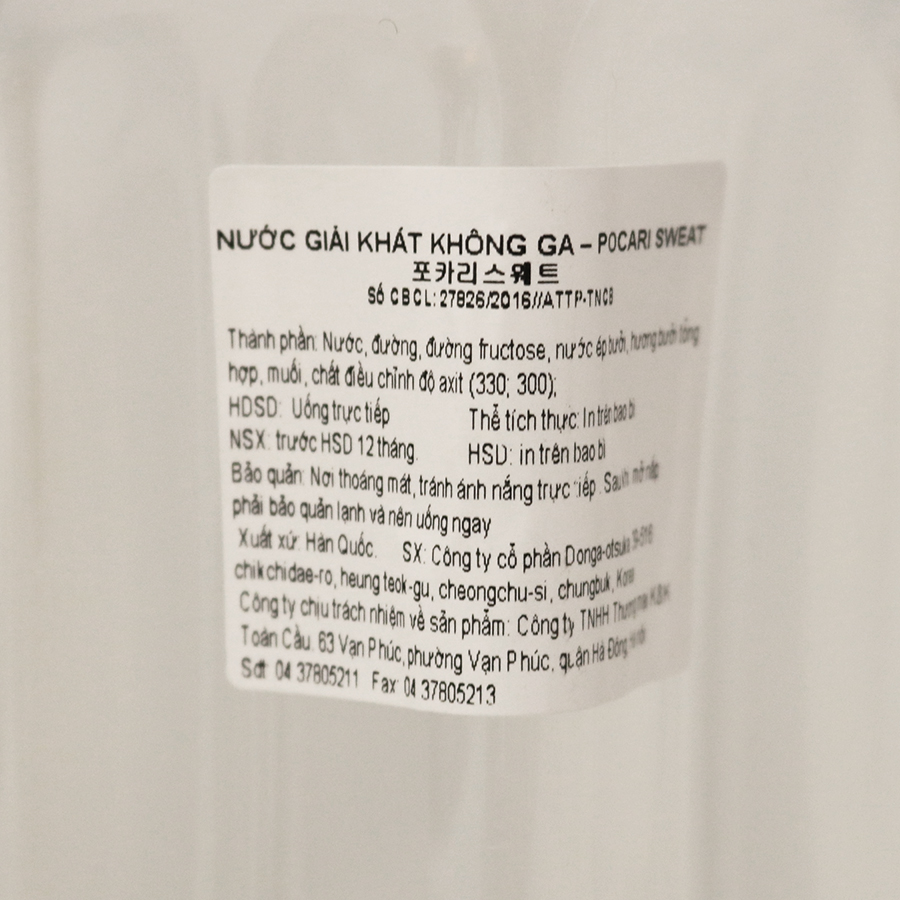 NƯỚC GIẢI KHÁT KHÔNG GA – POCARI SWEAT
포카리스웨트
Số CBCL: 27826/2016//ATTP-TNCB
Thành phần: Nước, đường, đường fructose, nước ép bưởi, hương bưởi tổng
hợp, muối, chất điều chỉnh độ axit (330; 300);
HDSD: Uống trực tiếp Thể tích thực: In trên bao bì
NSX: trước HSD 12 tháng. HSD: in trên bao bì
Bảo quản: Nơi thoáng mát, tránh ánh nắng trực tiếp. Sau khi mở nắp
phải bảo quản lạnh và nên uống ngay
Xuất xứ: Hàn Quốc. SX: Công ty cổ phần Donga-otsuka
chikchidae-ro, heung teok-gu, cheongchu-si, chungbuk, Korea
Công ty chịu trách nhiệm về sản phẩm: Công ty TNHH Thương mại
Toàn Cầu. 63 Vạn Phúc, phường Vạn Phúc, quận Hà Đông, Hà Nội
Sđt: 04 37805211 Fax: 04 37805213